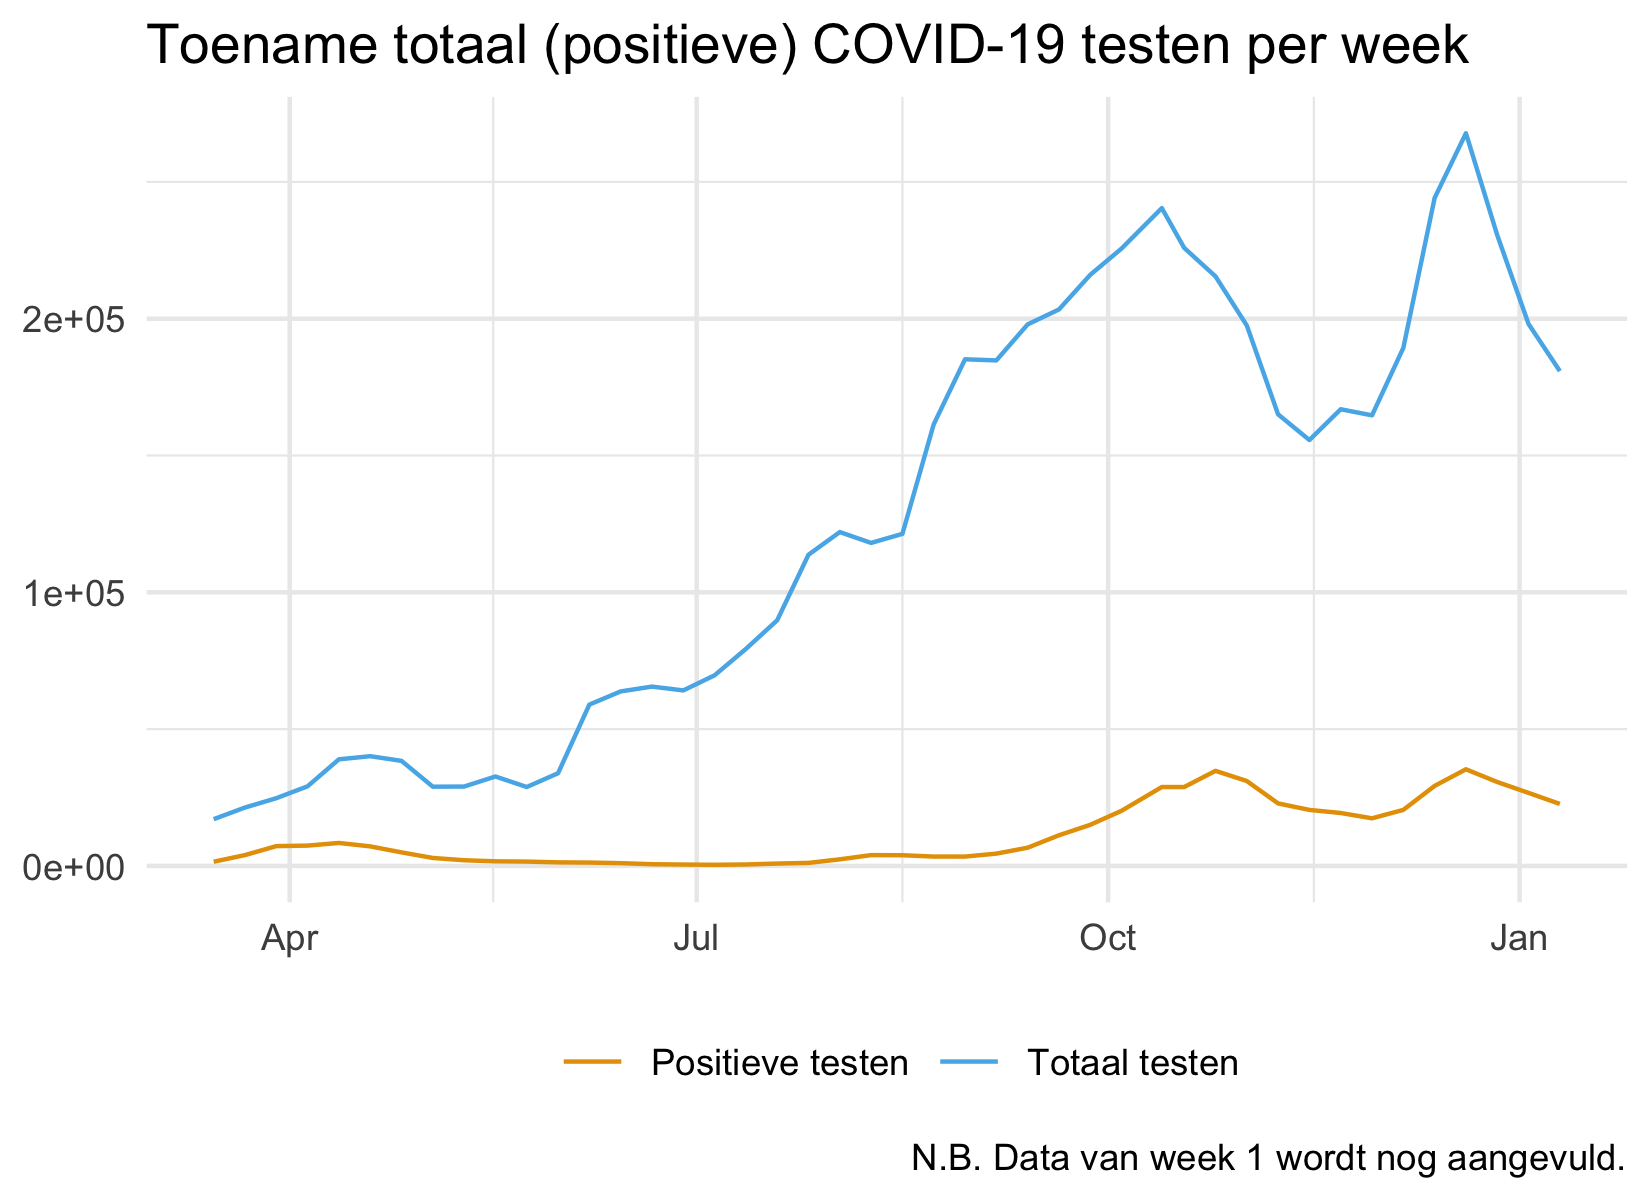 Toename totaal (positieve) COVID-19 testen per week
2e+05
1e+05
0e+00
Apr Jul Oct Jan
Positieve testen Totaal testen
N.B. Data van week 1 wordt nog aangevuld.